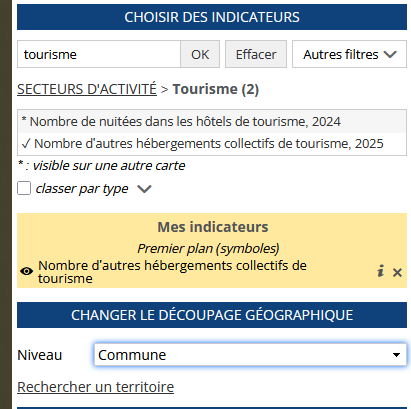 CHOISIR DES INDICATEURS
tourisme OK Effacer Autres filtres
SECTEURS D'ACTIVITÉ > Tourisme (2)
* Nombre de nuitées dans les hôtels de tourisme, 2024
✓ Nombre d'autres hébergements collectifs de tourisme, 2025
* : visible sur une autre carte
classer par type
Mes indicateurs
Premier plan (symboles)
Nombre d'autres hébergements collectifs de
tourisme i ×
CHANGER LE DÉCOUPAGE GÉOGRAPHIQUE
Niveau Commune
Rechercher un territoire